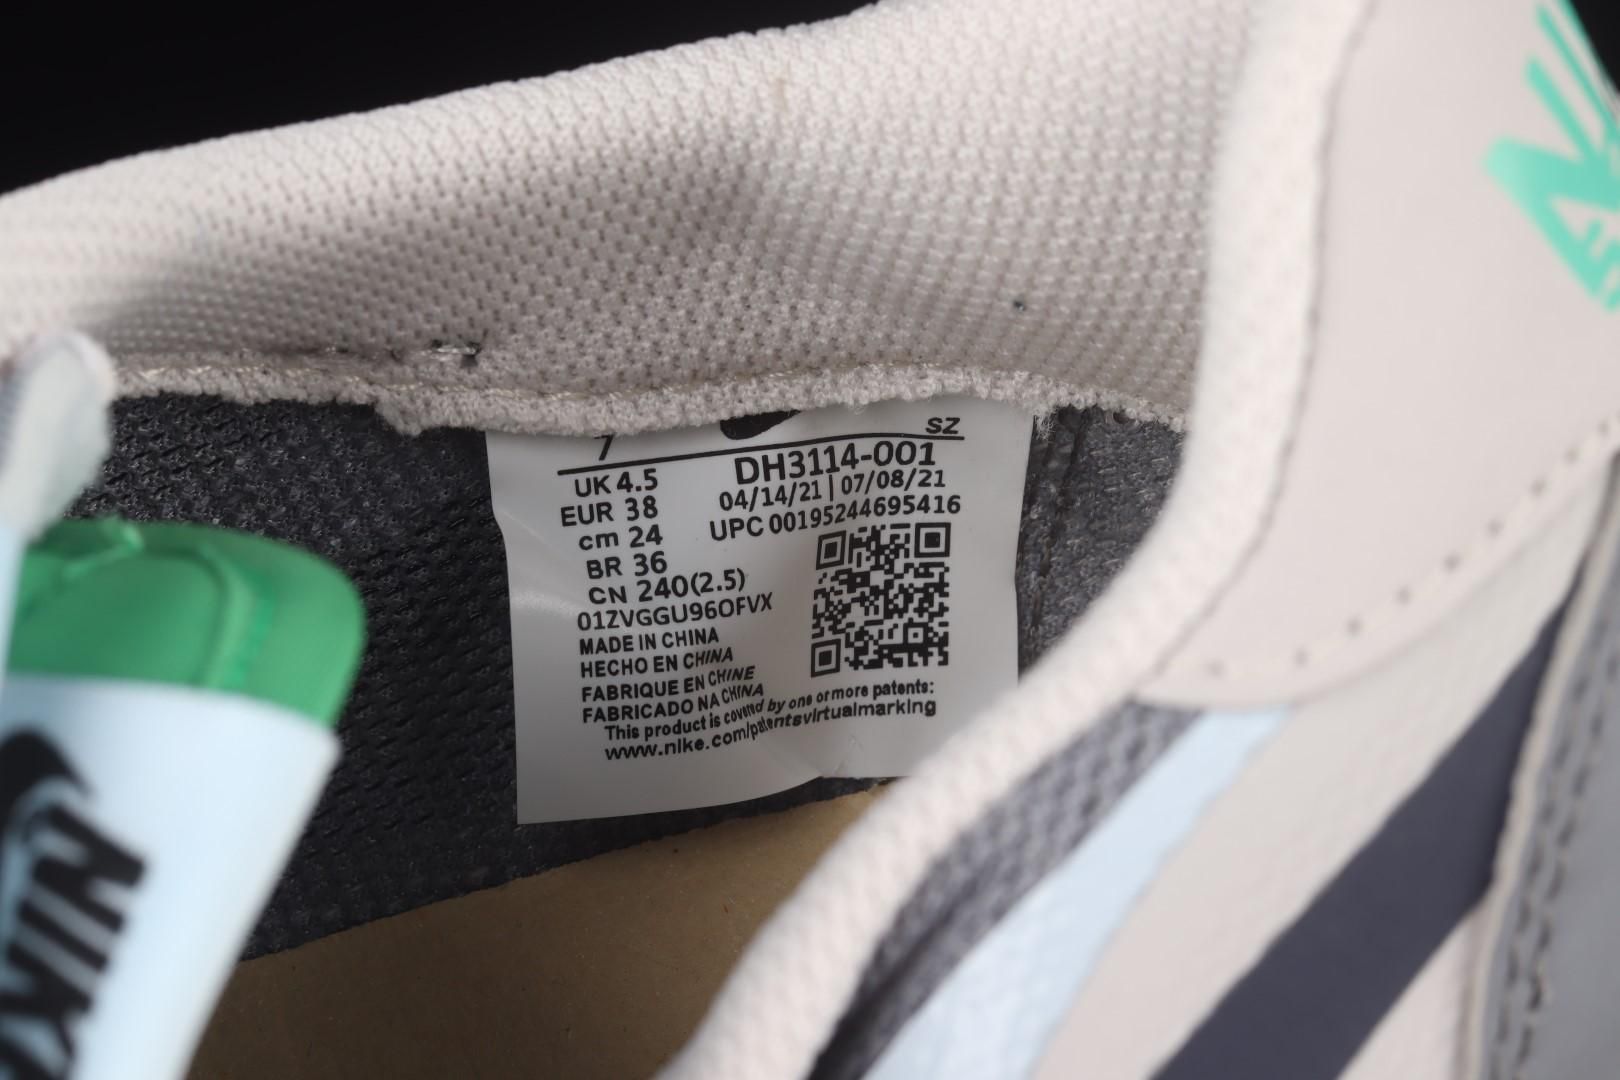 7 SZ
UK 4.5 DH3114-001
EUR 38 04/14/21 | 07/08/21
cm 24 UPC 00195244695416
BR 36
CN 240(2.5)
01ZVGGU96OFVX
MADE IN CHINA
HECHO EN CHINA
FABRIQUE EN CHINE
FABRICADO NA CHINA
This product is covered by one or more patents:
www.nike.com/patentsvirtualmarking
NIKE